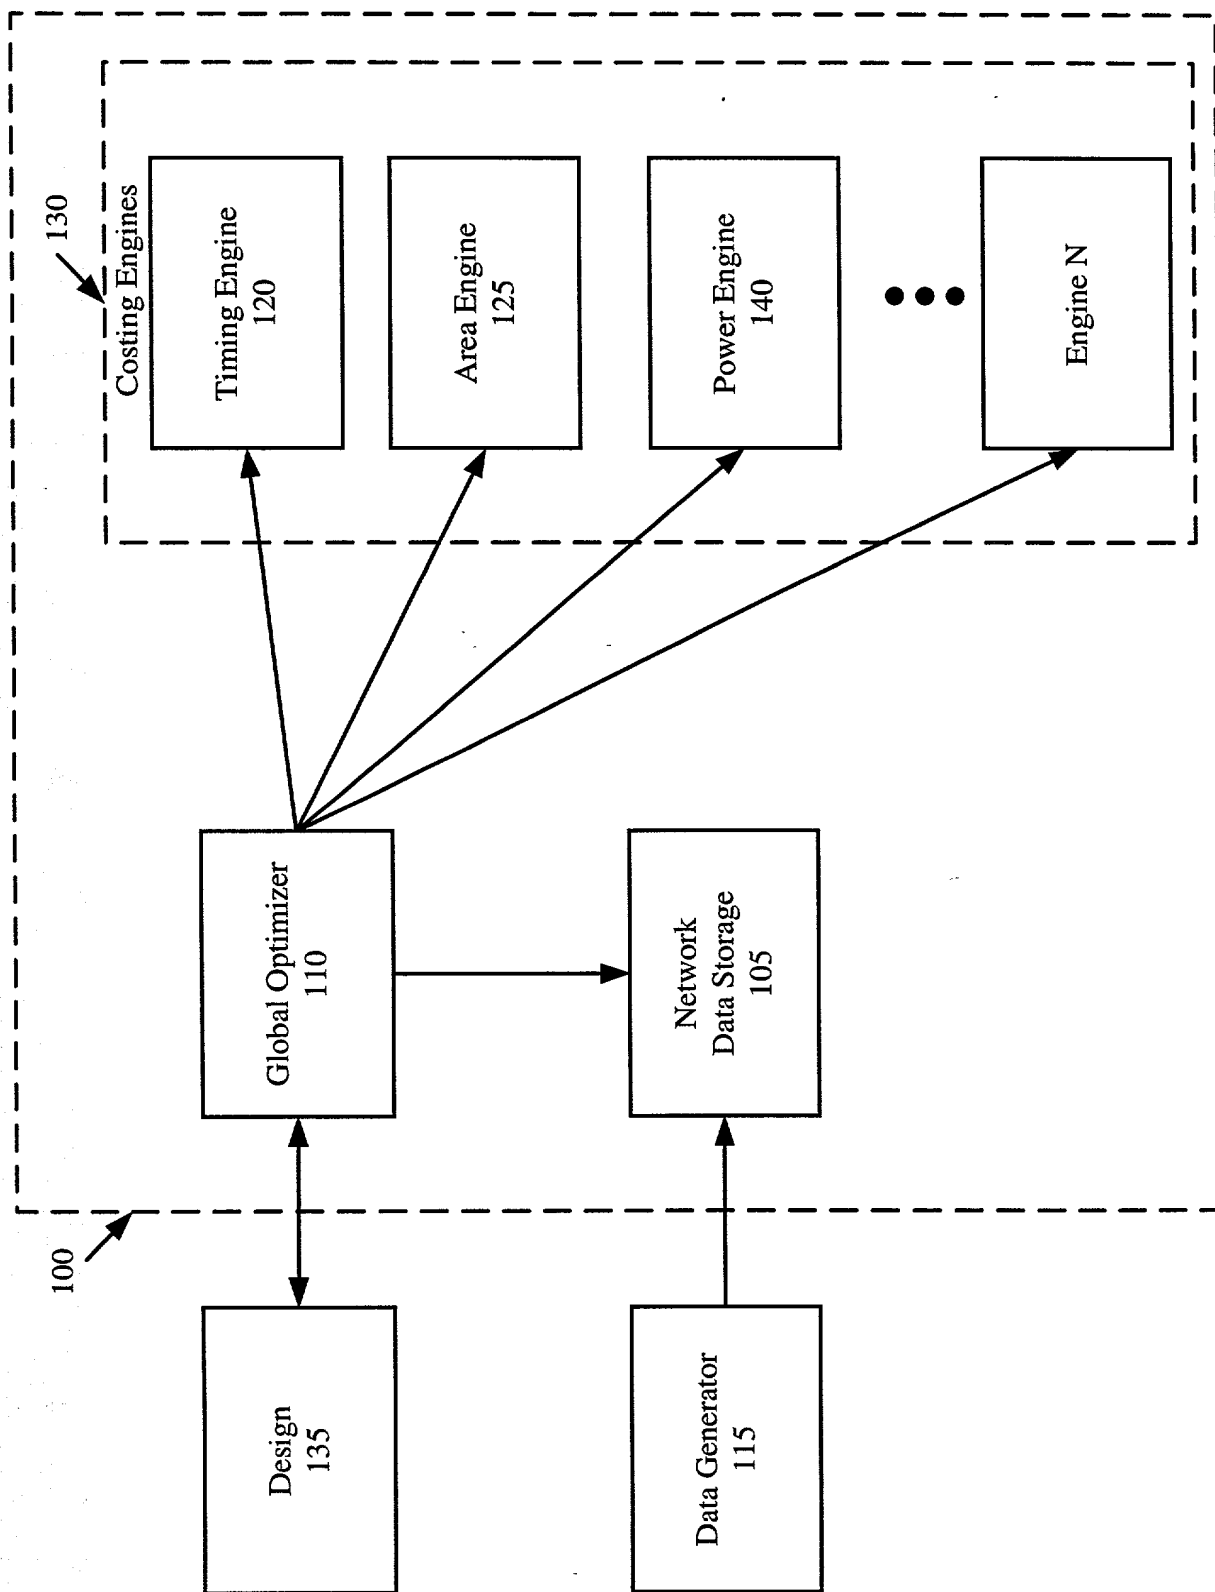 100
130
Costing Engines
Design
135
Global Optimizer
110
Timing Engine
120
Area Engine
125
Data Generator
115
Network
Data Storage
105
Power Engine
140
Engine N